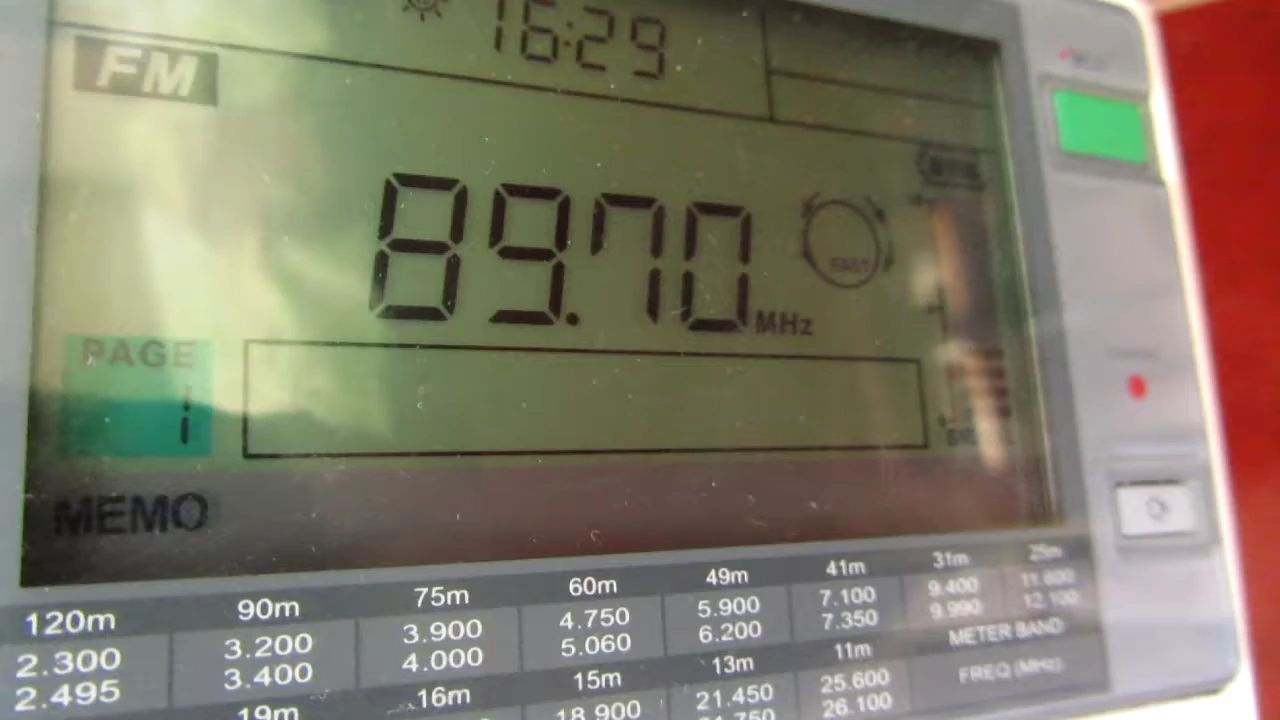 16:29
FM
89.70 MHz
PAGE
1
MEMO
120m 90m 75m 60m 49m 41m 31m 25m
2.300 3.200 3.900 4.750 5.900 7.100 9.400 11.600
2.495 3.400 4.000 5.060 6.200 7.350 9.990 12.100
METER BAND
19m 16m 15m 13m 11m
18.900 21.450 25.600 FREQ (MHz)
21.750 26.100